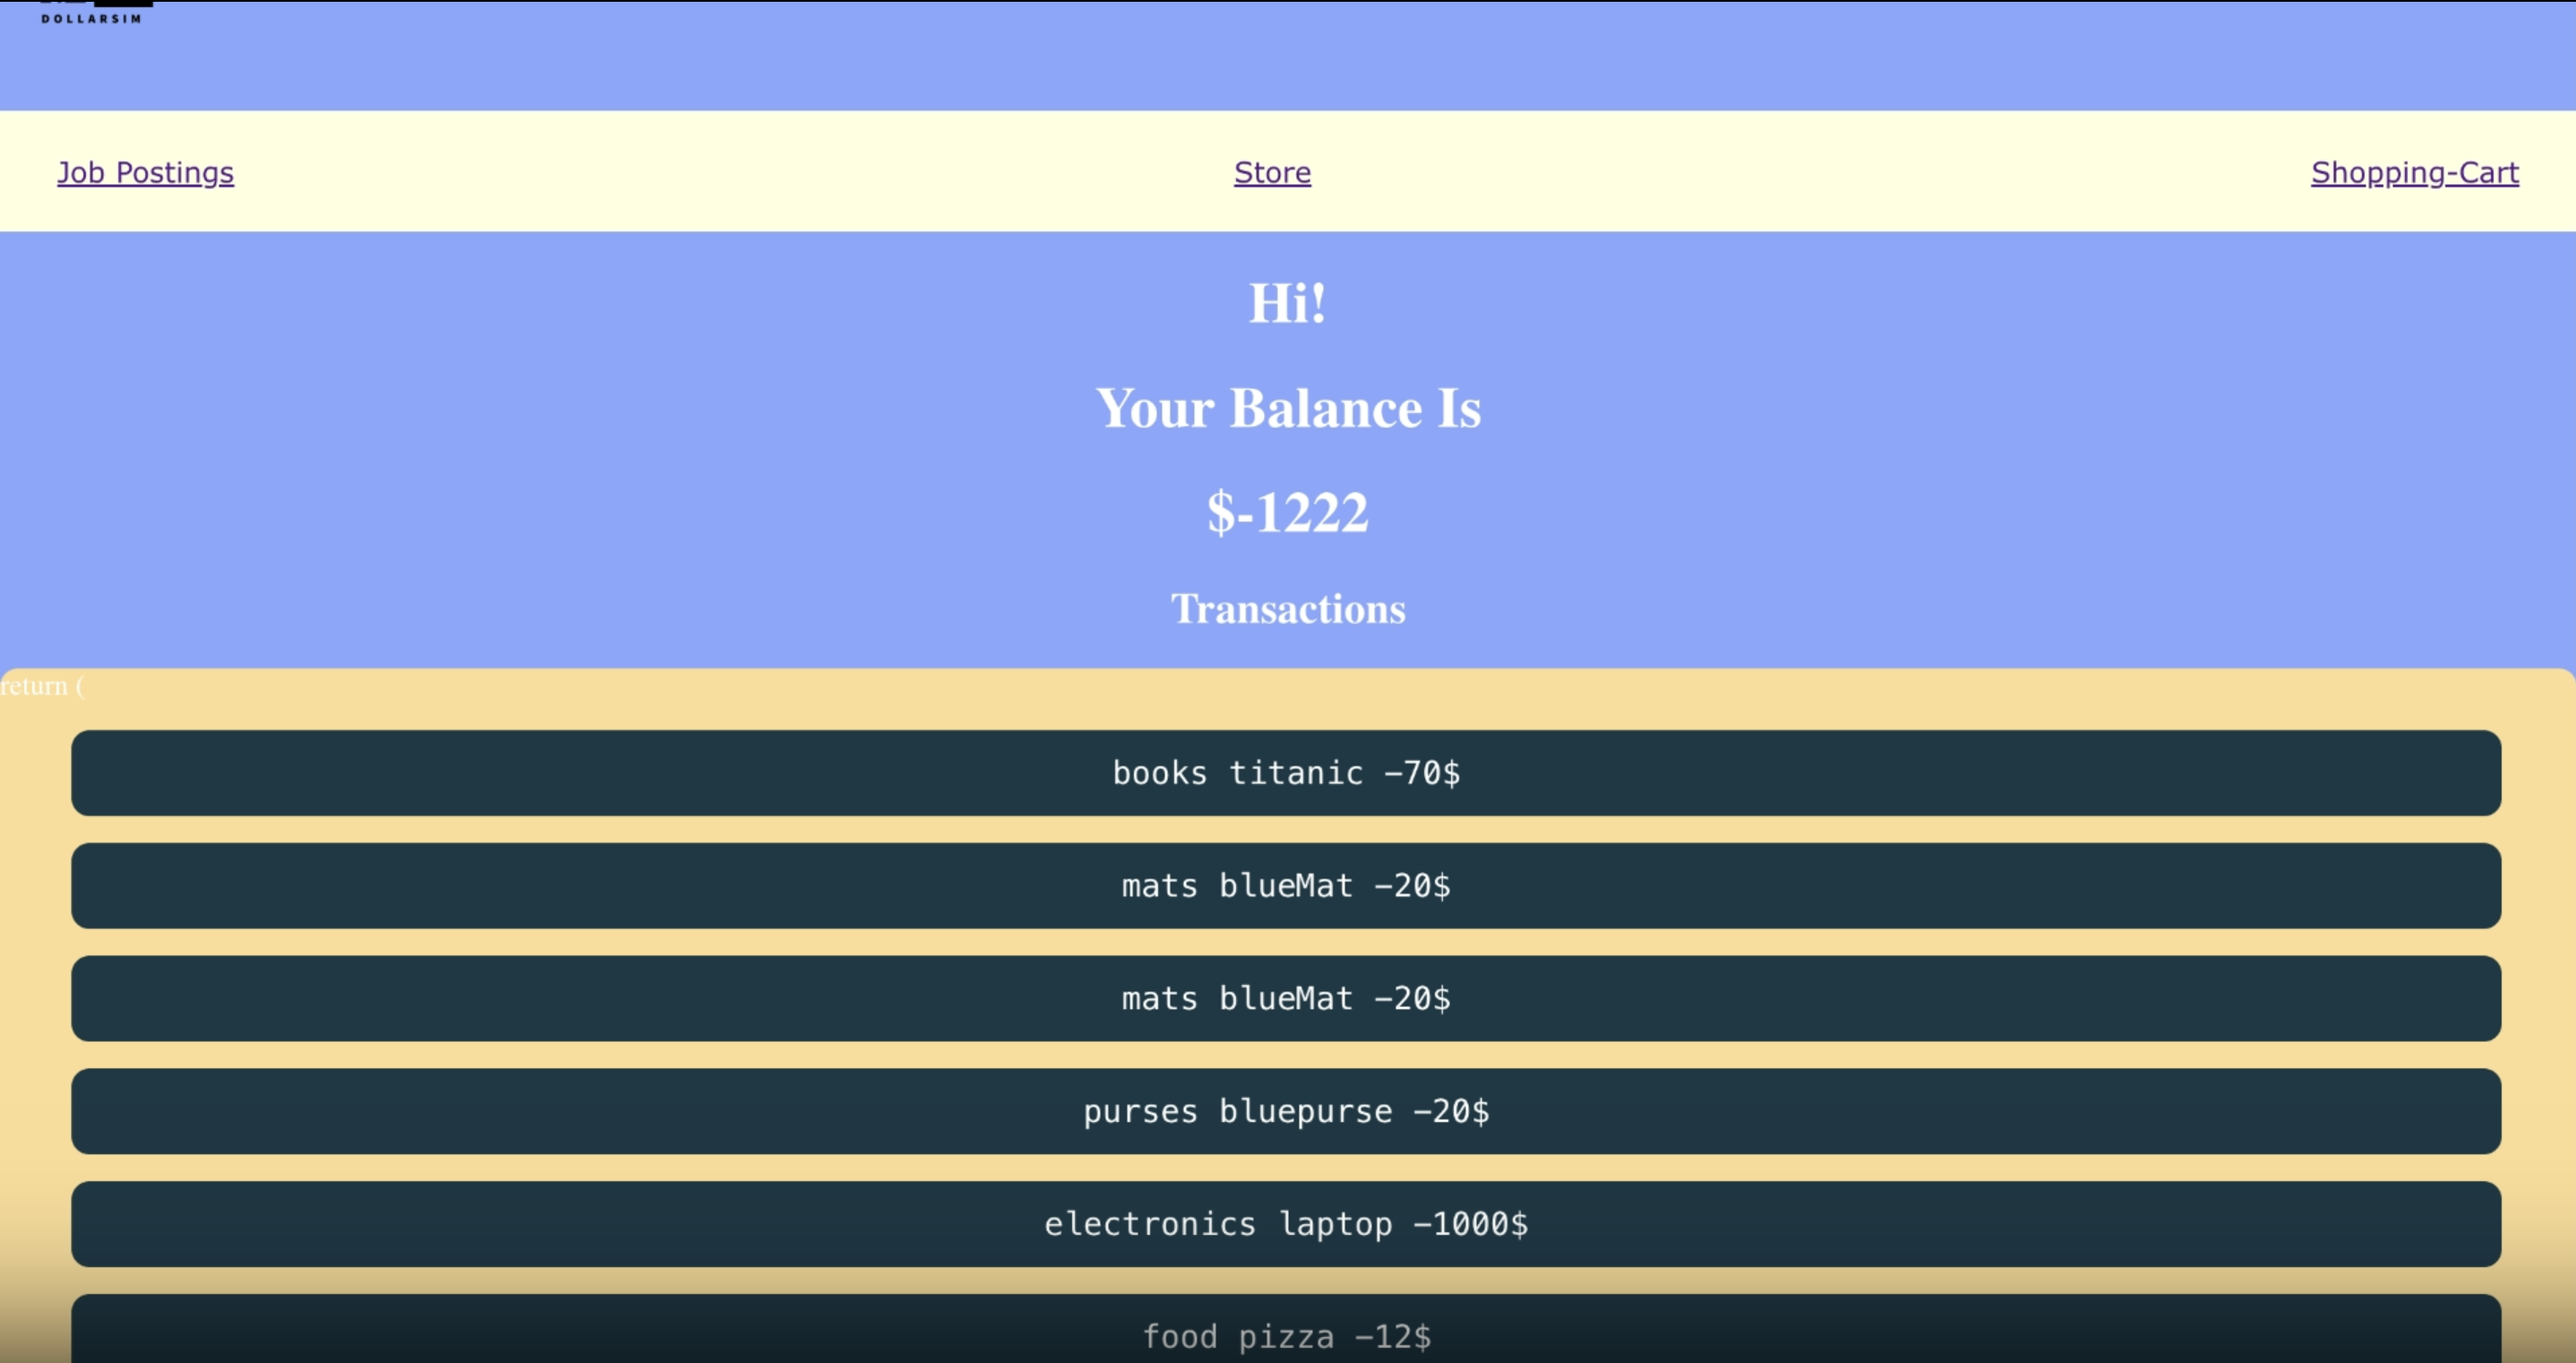 DOLLARSIM
Job Postings Store Shopping-Cart
Hi!
Your Balance Is
$-1222
Transactions
return (
books titanic -70$
mats blueMat -20$
mats blueMat -20$
purses bluepurse -20$
electronics laptop -1000$
food pizza -12$